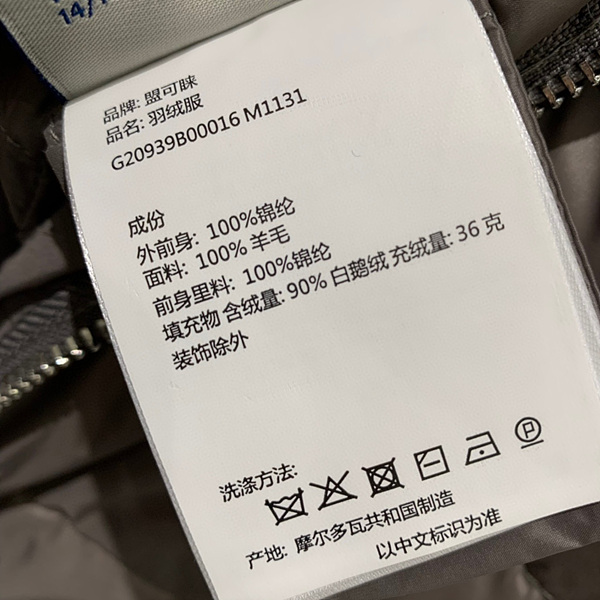 14/
品牌: 盟可睐
品名: 羽绒服
G20939B00016 M1131
成份
外前身: 100%锦纶
面料: 100% 羊毛
前身里料: 100%锦纶
填充物 含绒量: 90% 白鹅绒 充绒量: 36 克
装饰除外
洗涤方法:
P
产地: 摩尔多瓦共和国制造
以中文标识为准